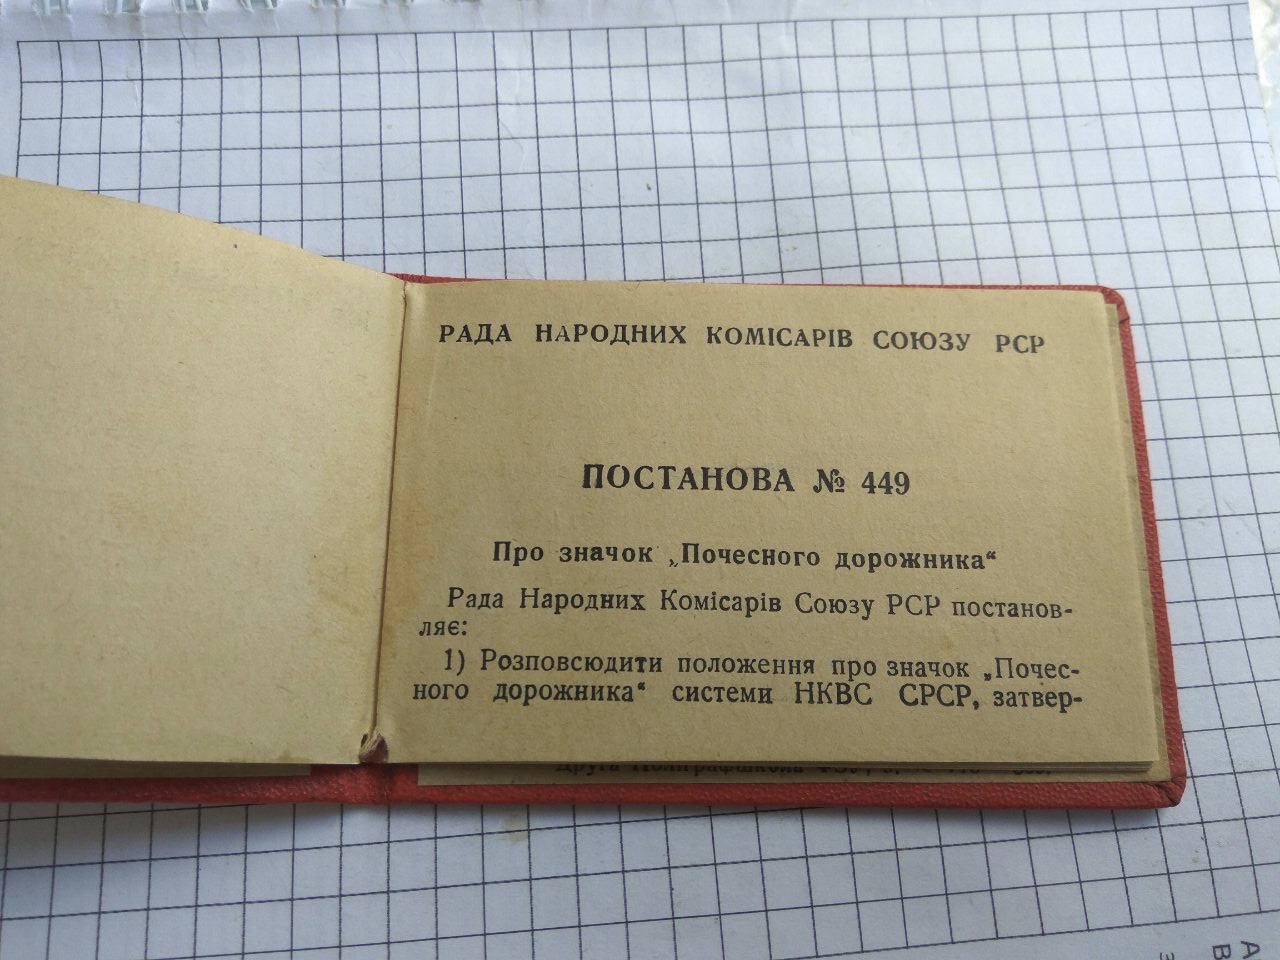 РАДА НАРОДНИХ КОМІСАРІВ СОЮЗУ РСР
ПОСТАНОВА № 449
Про значок „Почесного дорожника“
Рада Народних Комісарів Союзу РСР постанов-
ляє:
1) Розповсюдити положення про значок „Почес-
ного дорожника“ системи НКВС СРСР, затвер-
Друга
А
В